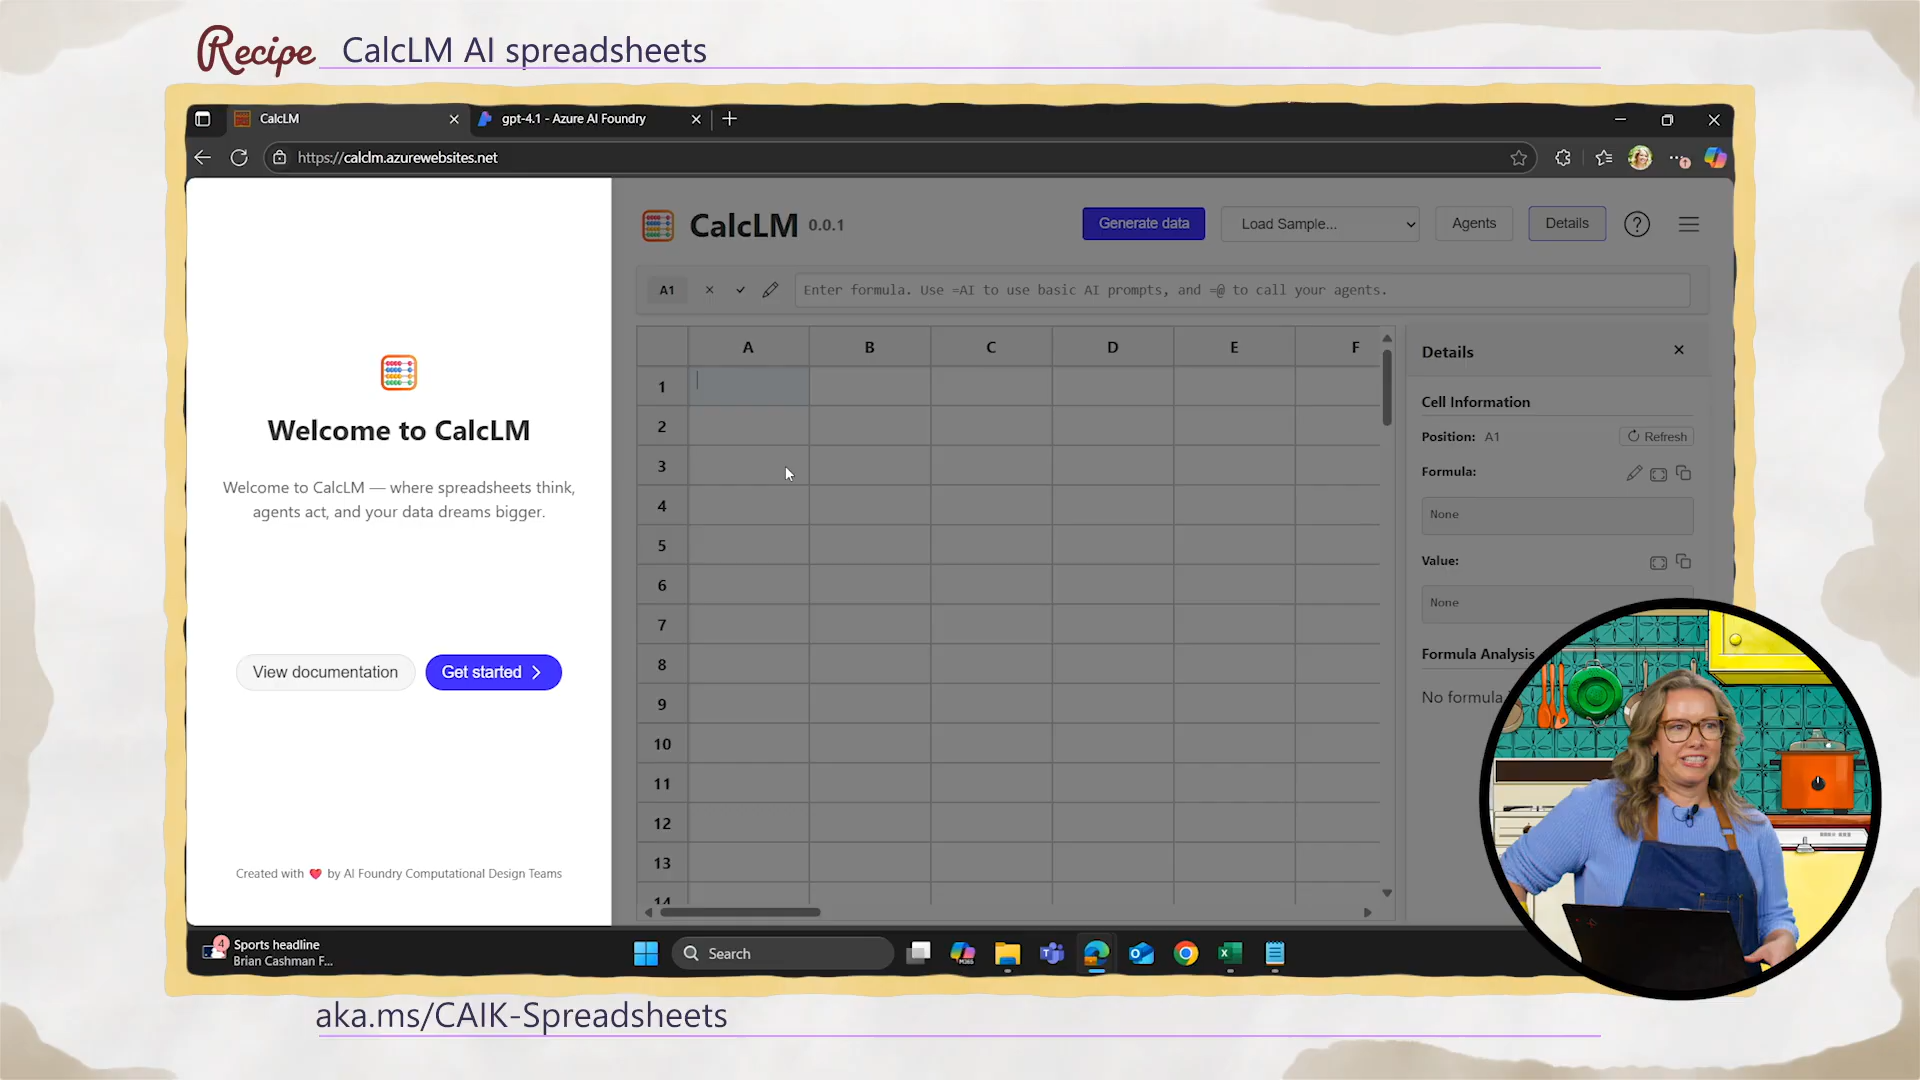 Recipe CalcLM AI spreadsheets
CalcLM
gpt-4.1 - Azure AI Foundry
https://calclm.azurewebsites.net
CalcLM 0.0.1
Generate data
Load Sample...
Agents
Details
?
A1
Enter formula. Use =AI to use basic AI prompts, and =@ to call your agents.
A B C D E F
1
2
3
4
5
6
7
8
9
10
11
12
13
14
Welcome to CalcLM
Welcome to CalcLM — where spreadsheets think,
agents act, and your data dreams bigger.
View documentation
Get started
Created with ❤ by AI Foundry Computational Design Teams
Details
Cell Information
Position: A1
Refresh
Formula:
None
Value:
None
Formula Analysis
No formula
4
Sports headline
Brian Cashman F...
Search
aka.ms/CAIK-Spreadsheets